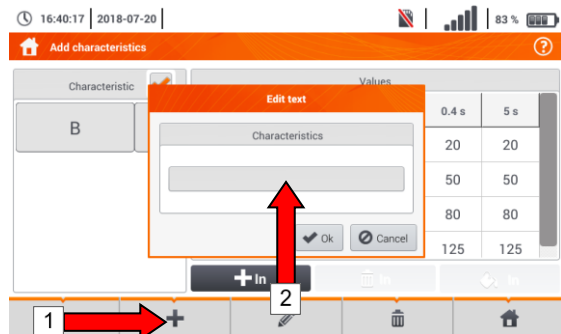 16:40:17 2018-07-20 83 %
Add characteristics ?
Characteristic Values
Edit text
0.4 s 5 s
Characteristics
B
20 20
50 50
80 80
Ok Cancel
125 125
In In In
1 2